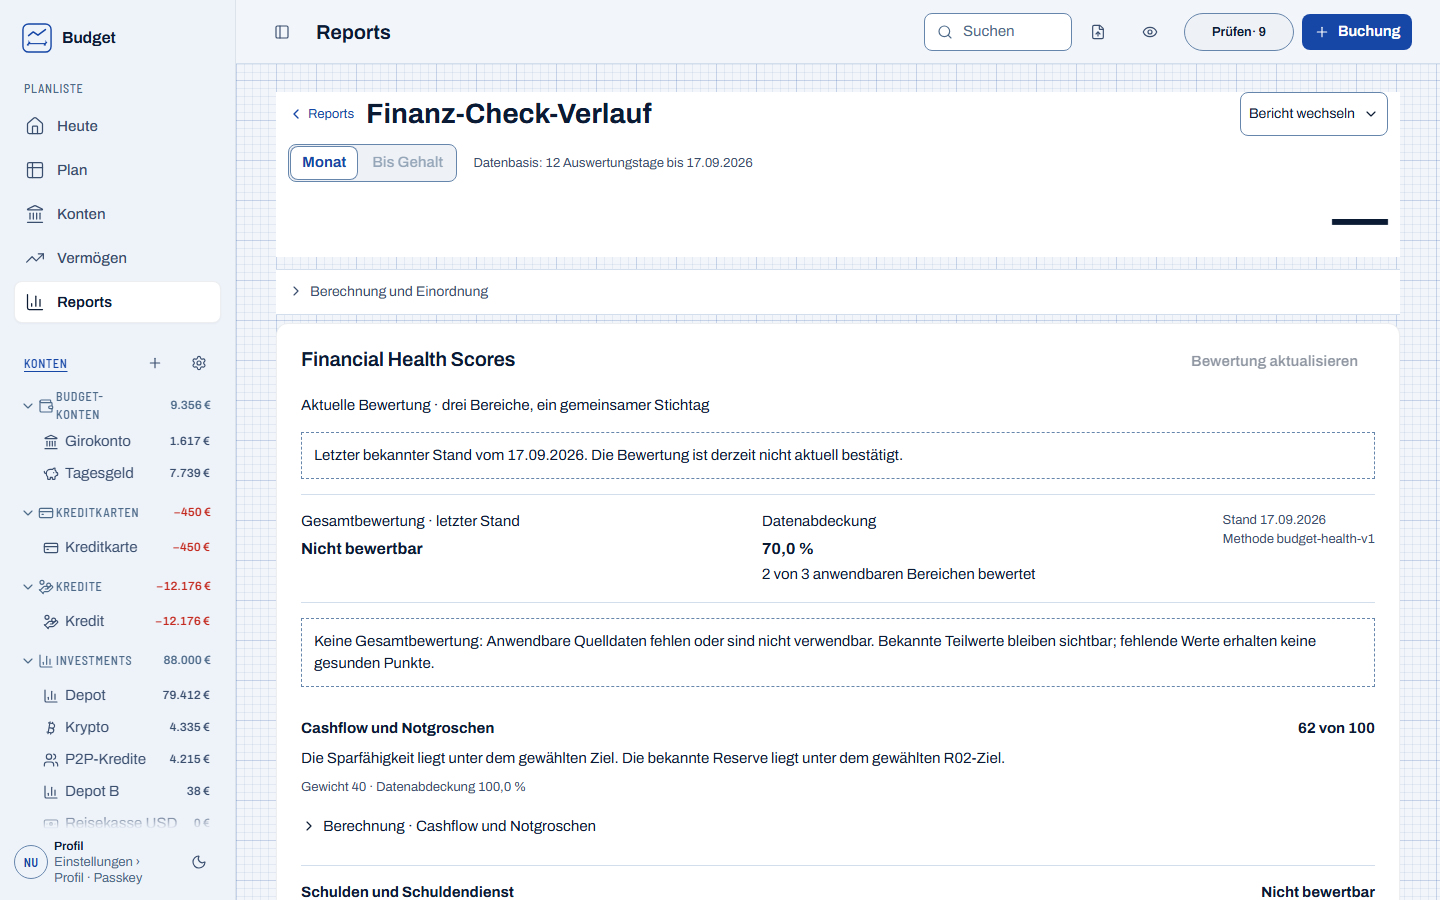 Budget
PLANLISTE
Heute
Plan
Konten
Vermögen
Reports
KONTEN
BUDGET-
KONTEN
9.356 €
Girokonto 1.617 €
Tagesgeld 7.739 €
KREDITKARTEN −450 €
Kreditkarte −450 €
KREDITE −12.176 €
Kredit −12.176 €
INVESTMENTS 88.000 €
Depot 79.412 €
Krypto 4.335 €
P2P-Kredite 4.215 €
Depot B 38 €
Reisekasse USD 0 €
NU
Profil
Einstellungen ›
Profil · Passkey
Reports
Suchen
Prüfen · 9
Buchung
Reports
Finanz-Check-Verlauf
Bericht wechseln
Monat
Bis Gehalt
Datenbasis: 12 Auswertungstage bis 17.09.2026
—
Berechnung und Einordnung
Financial Health Scores
Bewertung aktualisieren
Aktuelle Bewertung · drei Bereiche, ein gemeinsamer Stichtag
Letzter bekannter Stand vom 17.09.2026. Die Bewertung ist derzeit nicht aktuell bestätigt.
Gesamtbewertung · letzter Stand
Nicht bewertbar
Datenabdeckung
70,0 %
2 von 3 anwendbaren Bereichen bewertet
Stand 17.09.2026
Methode budget-health-v1
Keine Gesamtbewertung: Anwendbare Quelldaten fehlen oder sind nicht verwendbar. Bekannte Teilwerte bleiben sichtbar; fehlende Werte erhalten keine
gesunden Punkte.
Cashflow und Notgroschen 62 von 100
Die Sparfähigkeit liegt unter dem gewählten Ziel. Die bekannte Reserve liegt unter dem gewählten R02-Ziel.
Gewicht 40 · Datenabdeckung 100,0 %
Berechnung · Cashflow und Notgroschen
Schulden und Schuldendienst Nicht bewertbar